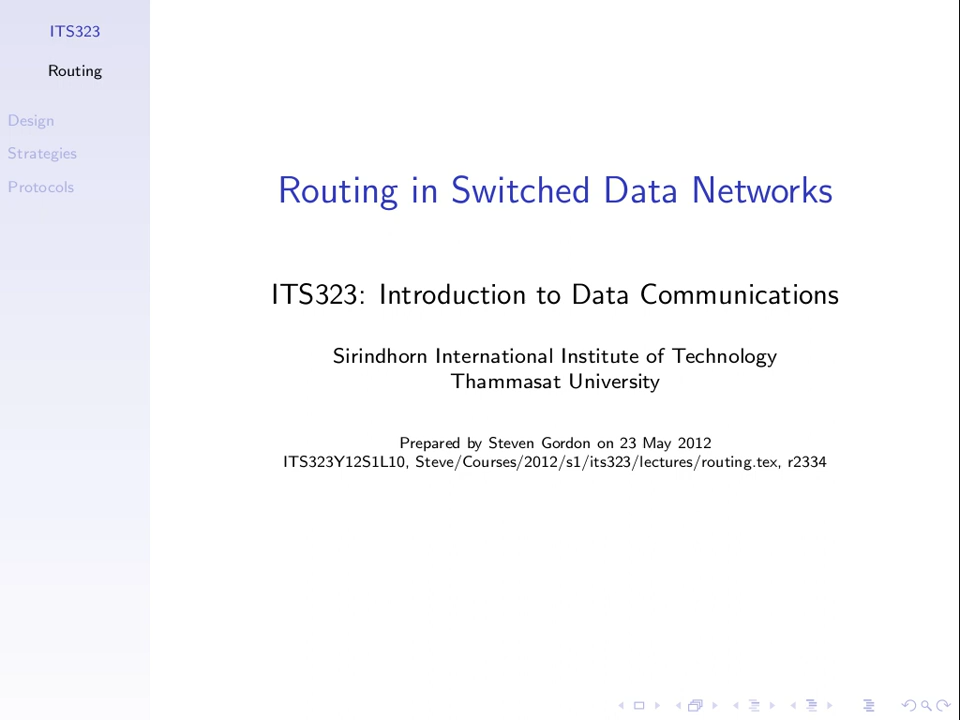 ITS323
Routing
Design
Strategies
Protocols
Routing in Switched Data Networks
ITS323: Introduction to Data Communications
Sirindhorn International Institute of Technology
Thammasat University
Prepared by Steven Gordon on 23 May 2012
ITS323Y12S1L10, Steve/Courses/2012/s1/its323/lectures/routing.tex, r2334